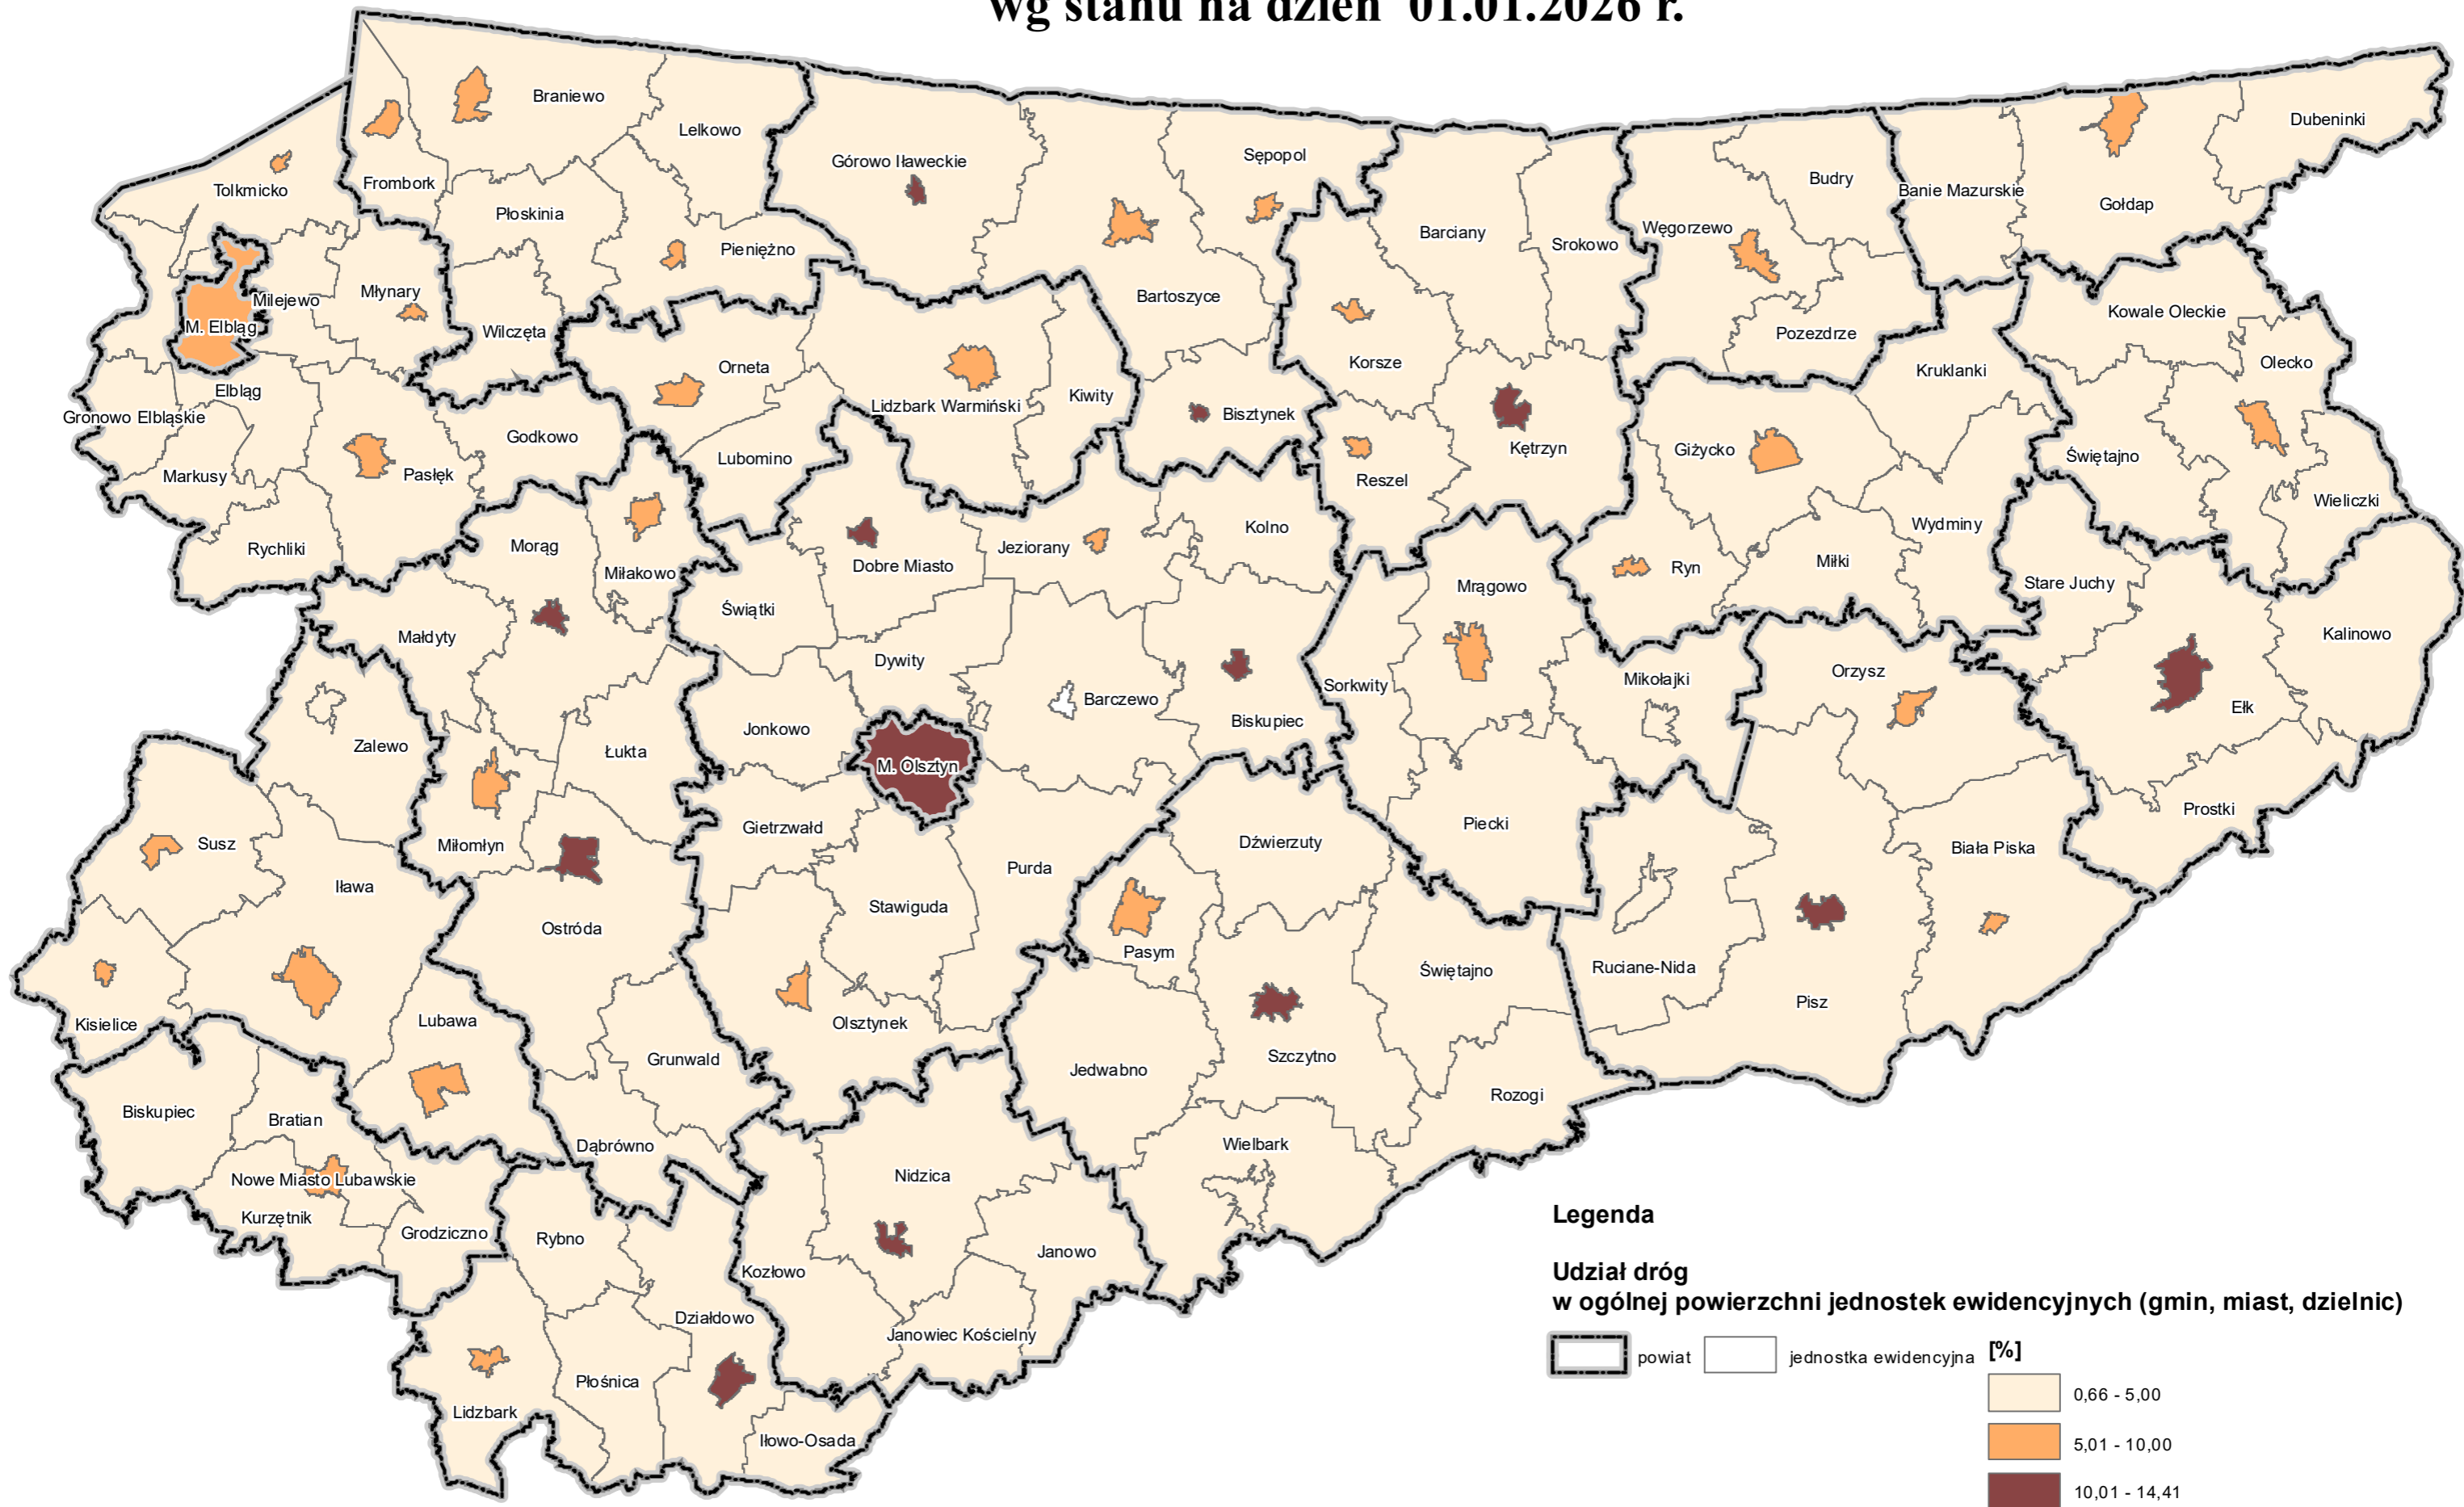 wg stanu na dzień 01.01.2026 r.
Braniewo
Lelkowo
Dubeninki
Górowo Iławeckie
Sępopol
Tolkmicko
Frombork
Budry
Banie Mazurskie
Gołdap
Płoskinia
Pieniężno
Barciany
Srokowo
Węgorzewo
Młynary
Milejewo
M. Elbląg
Wilczęta
Bartoszyce
Pozezdrze
Kowale Oleckie
Orneta
Korsze
Kruklanki
Olecko
Elbląg
Gronowo Elbląskie
Lidzbark Warmiński
Kiwity
Bisztynek
Godkowo
Kętrzyn
Giżycko
Świętajno
Markusy
Pasłęk
Lubomino
Reszel
Wieliczki
Rychliki
Morąg
Jeziorany
Kolno
Wydminy
Miłakowo
Dobre Miasto
Ryn
Miłki
Świątki
Mrągowo
Stare Juchy
Małdyty
Kalinowo
Dywity
Sorkwity
Mikołajki
Orzysz
Barczewo
Biskupiec
Ełk
Zalewo
Łukta
Jonkowo
M. Olsztyn
Susz
Miłomłyn
Gietrzwałd
Dźwierzuty
Piecki
Prostki
Iława
Purda
Biała Piska
Ostróda
Stawiguda
Pasym
Świętajno
Ruciane-Nida
Pisz
Kisielice
Lubawa
Olsztynek
Grunwald
Jedwabno
Szczytno
Rozogi
Biskupiec
Bratian
Dąbrówno
Wielbark
Nowe Miasto Lubawskie
Nidzica
Kurzętnik
Grodziczno
Rybno
Kozłowo
Janowo
Działdowo
Janowiec Kościelny
Płośnica
Lidzbark
Iłowo-Osada
Legenda
Udział dróg
w ogólnej powierzchni jednostek ewidencyjnych (gmin, miast, dzielnic)
powiat
jednostka ewidencyjna
[%]
0,66 - 5,00
5,01 - 10,00
10,01 - 14,41